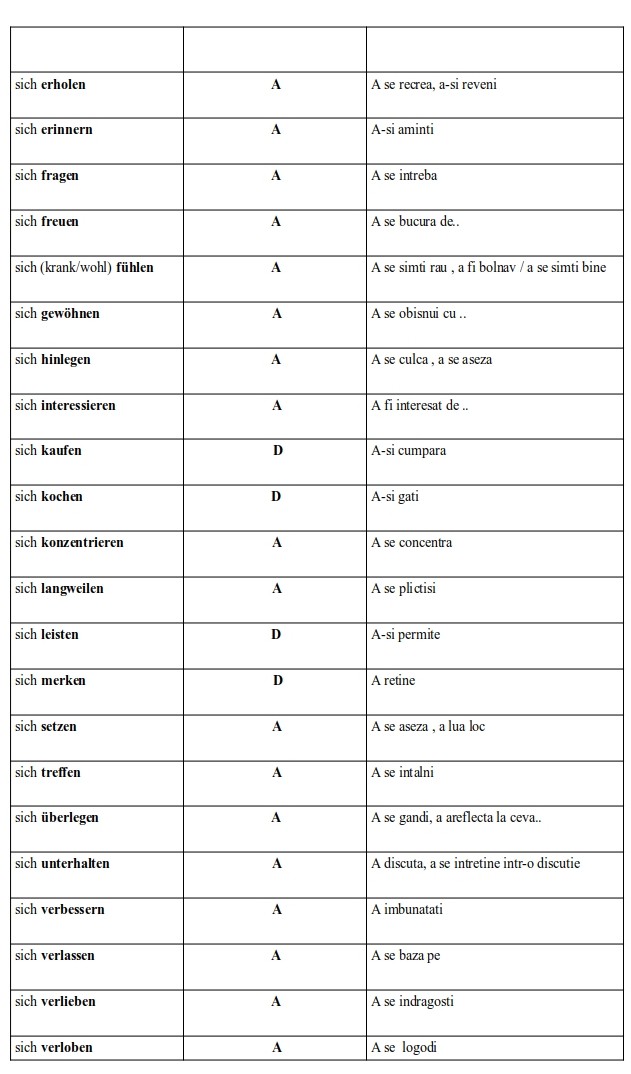 sich erholen A A se recrea, a-si reveni
sich erinnern A A-si aminti
sich fragen A A se intreba
sich freuen A A se bucura de..
sich (krank/wohl) fühlen A A se simti rau , a fi bolnav / a se simti bine
sich gewöhnen A A se obisnui cu ..
sich hinlegen A A se culca , a se aseza
sich interessieren A A fi interesat de ..
sich kaufen D A-si cumpara
sich kochen D A-si gati
sich konzentrieren A A se concentra
sich langweilen A A se plictisi
sich leisten D A-si permite
sich merken D A retine
sich setzen A A se aseza , a lua loc
sich treffen A A se intalni
sich überlegen A A se gandi, a areflecta la ceva..
sich unterhalten A A discuta, a se intretine intr-o discutie
sich verbessern A A imbunatati
sich verlassen A A se baza pe
sich verlieben A A se indragosti
sich verloben A A se logodi